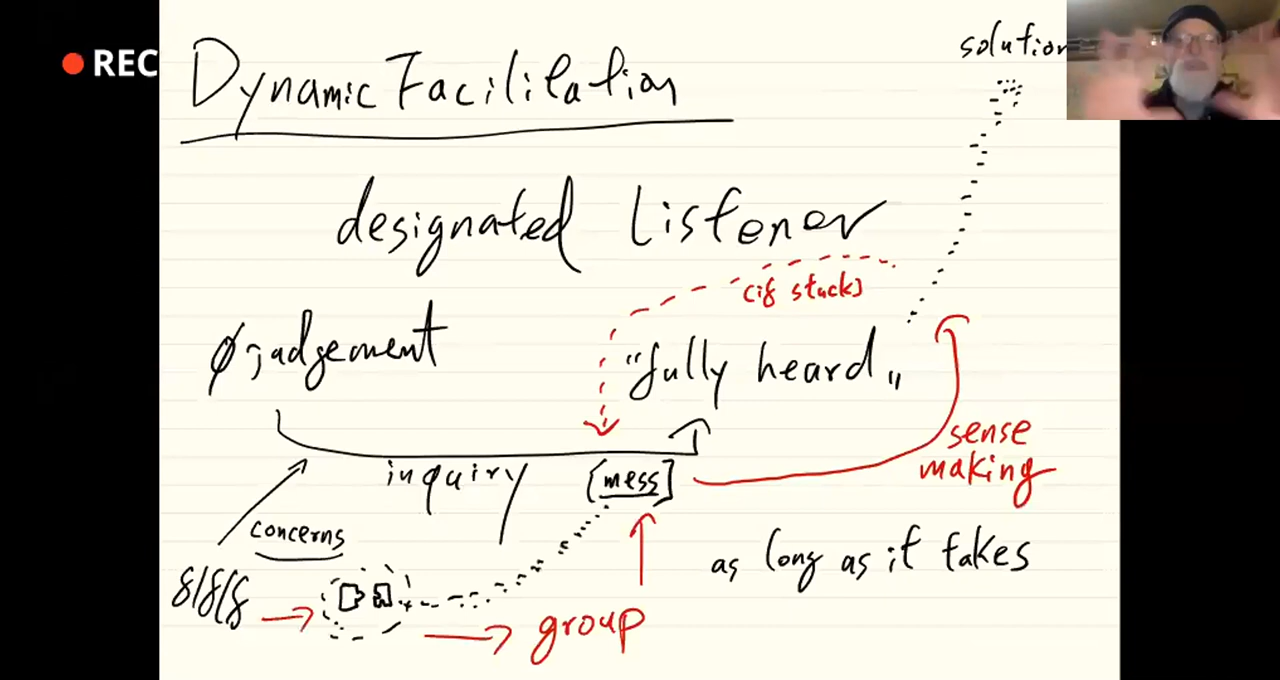 REC
solution
Dynamic Facilitation
designated listener
(if stuck)
∅ judgement
"fully heard"
sense
making
inquiry
[mess]
concerns
as long as it takes
group